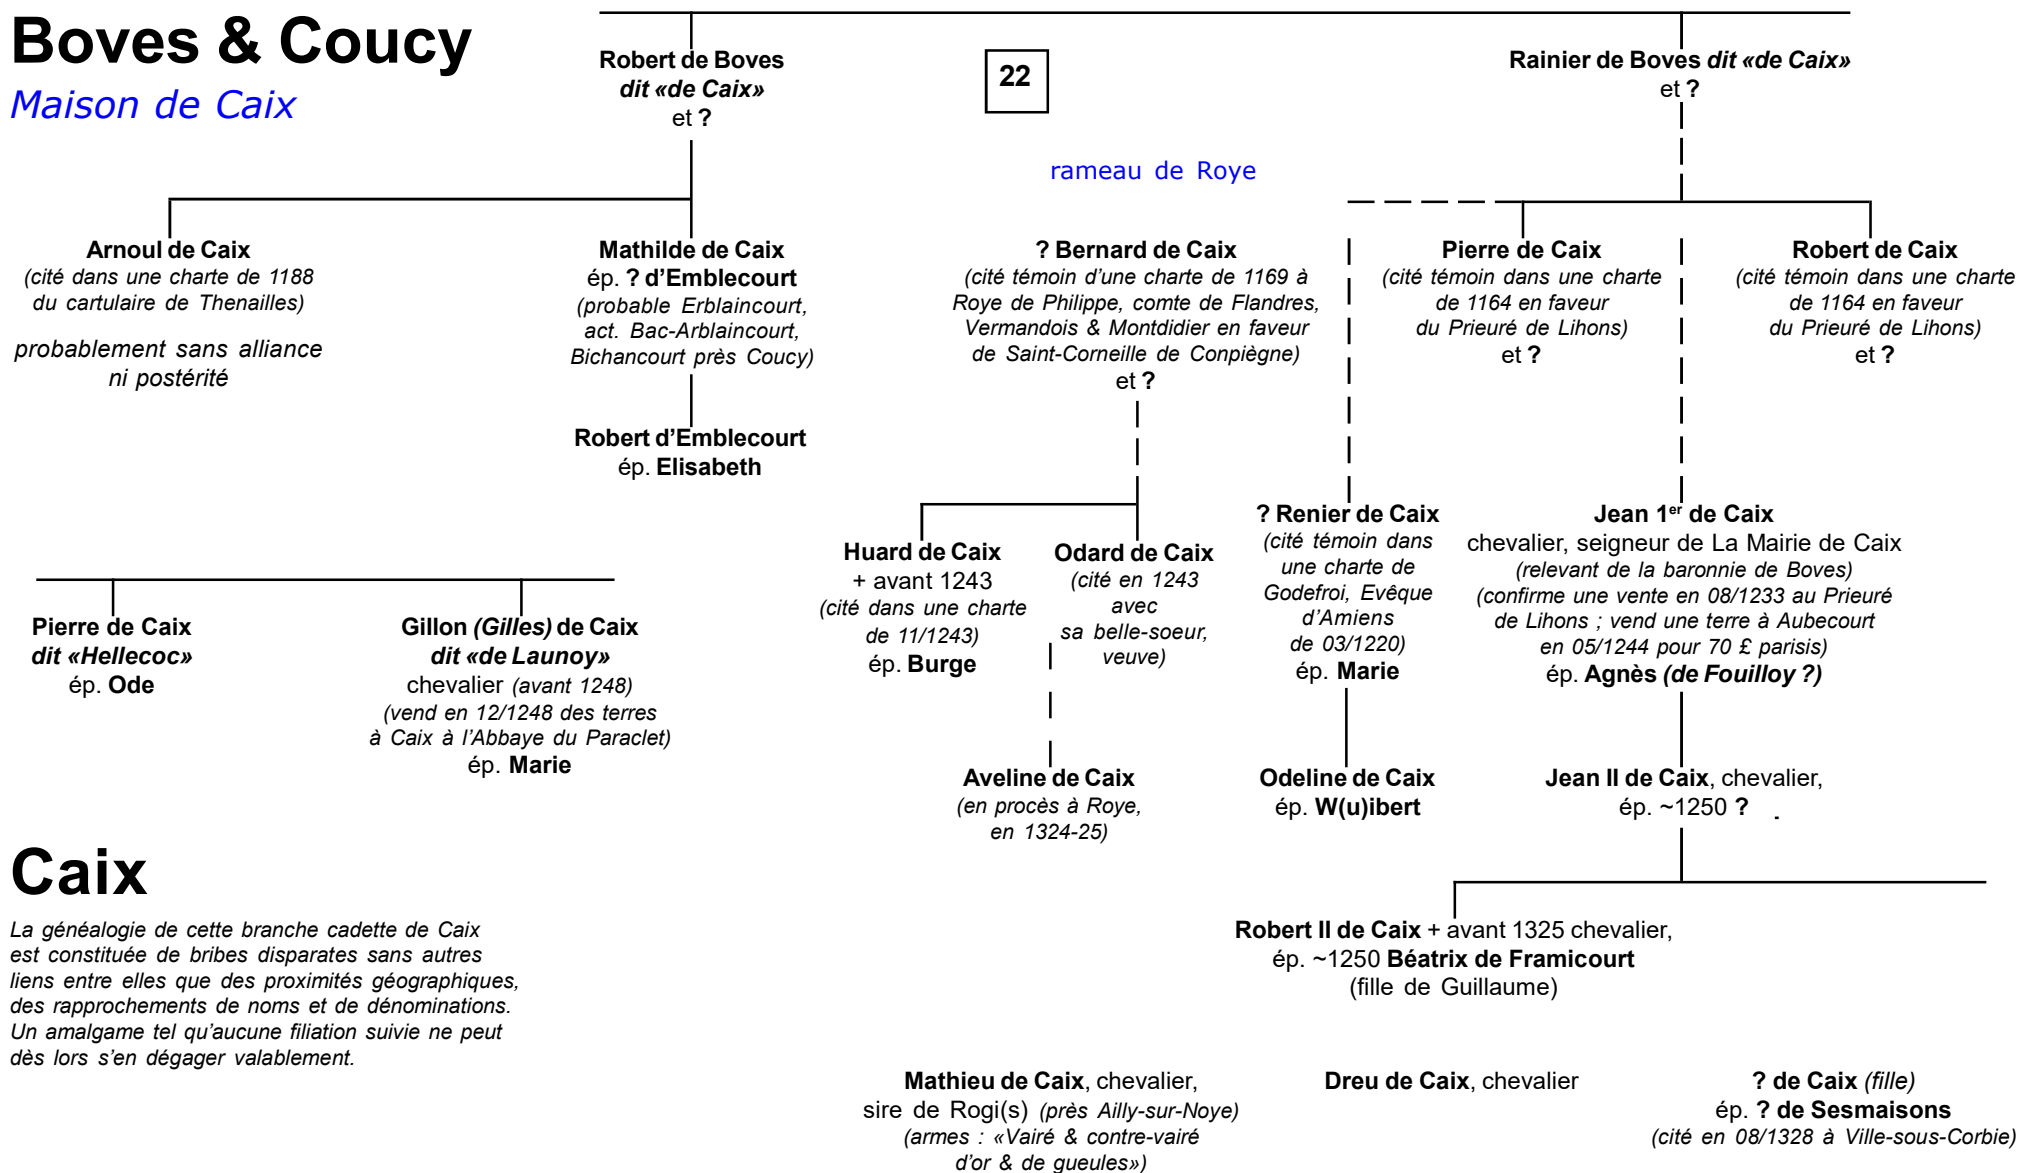 Boves & Coucy
Maison de Caix
Robert de Boves
dit «de Caix»
et ?
22
Rainier de Boves dit «de Caix»
et ?
rameau de Roye
Arnoul de Caix
(cité dans une charte de 1188
du cartulaire de Thenailles)
probablement sans alliance
ni postérité
Mathilde de Caix
ép. ? d’Emblecourt
(probable Erblaincourt,
act. Bac-Arblaincourt,
Bichancourt près Coucy)
Robert d’Emblecourt
ép. Elisabeth
? Bernard de Caix
(cité témoin d’une charte de 1169 à
Roye de Philippe, comte de Flandres,
Vermandois & Montdidier en faveur
de Saint-Corneille de Conpiègne)
et ?
Pierre de Caix
(cité témoin dans une charte
de 1164 en faveur
du Prieuré de Lihons)
et ?
Robert de Caix
(cité témoin dans une charte
de 1164 en faveur
du Prieuré de Lihons)
et ?
Pierre de Caix
dit «Hellecoc»
ép. Ode
Gillon (Gilles) de Caix
dit «de Launoy»
chevalier (avant 1248)
(vend en 12/1248 des terres
à Caix à l’Abbaye du Paraclet)
ép. Marie
Huard de Caix
+ avant 1243
(cité dans une charte
de 11/1243)
ép. Burge
Odard de Caix
(cité en 1243
avec
sa belle-soeur,
veuve)
Aveline de Caix
(en procès à Roye,
en 1324-25)
? Renier de Caix
(cité témoin dans
une charte de
Godefroi, Evêque
d’Amiens
de 03/1220)
ép. Marie
Odeline de Caix
ép. W(u)ibert
Jean 1er de Caix
chevalier, seigneur de La Mairie de Caix
(relevant de la baronnie de Boves)
(confirme une vente en 08/1233 au Prieuré
de Lihons ; vend une terre à Aubecourt
en 05/1244 pour 70 £ parisis)
ép. Agnès (de Fouilloy ?)
Jean II de Caix, chevalier,
ép. ~1250 ?
Robert II de Caix + avant 1325 chevalier,
ép. ~1250 Béatrix de Framicourt
(fille de Guillaume)
Caix
La généalogie de cette branche cadette de Caix
est constituée de bribes disparates sans autres
liens entre elles que des proximités géographiques,
des rapprochements de noms et de dénominations.
Un amalgame tel qu’aucune filiation suivie ne peut
dès lors s’en dégager valablement.
Mathieu de Caix, chevalier,
sire de Rogi(s) (près Ailly-sur-Noye)
(armes : «Vairé & contre-vairé
d’or & de gueules»)
Dreu de Caix, chevalier
? de Caix (fille)
ép. ? de Sesmaisons
(cité en 08/1328 à Ville-sous-Corbie)